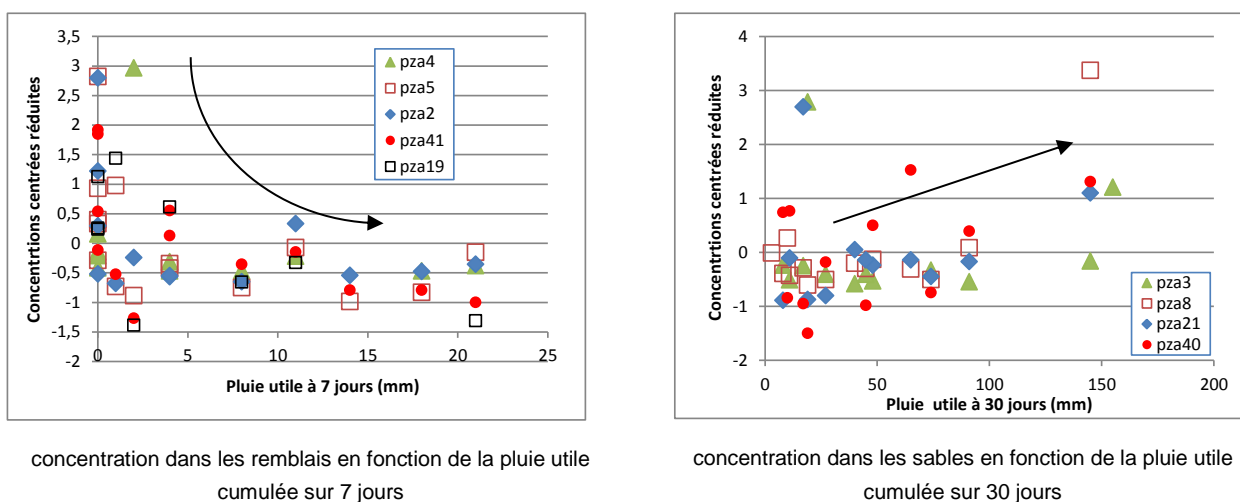 Concentrtions centrées réduites
3,5
3
2,5
2
1,5
1
0,5
0
-0,5
-1
-1,5
-2
0
5
10
15
20
25
Pluie utile à 7 jours (mm)
pza4
pza5
pza2
pza41
pza19
concentration dans les remblais en fonction de la pluie utile
cumulée sur 7 jours
Concentrtions centrées réduites
4
3
2
1
0
-1
-2
0
50
100
150
200
Pluie utile à 30 jours (mm)
pza3
pza8
pza21
pza40
concentration dans les sables en fonction de la pluie utile
cumulée sur 30 jours